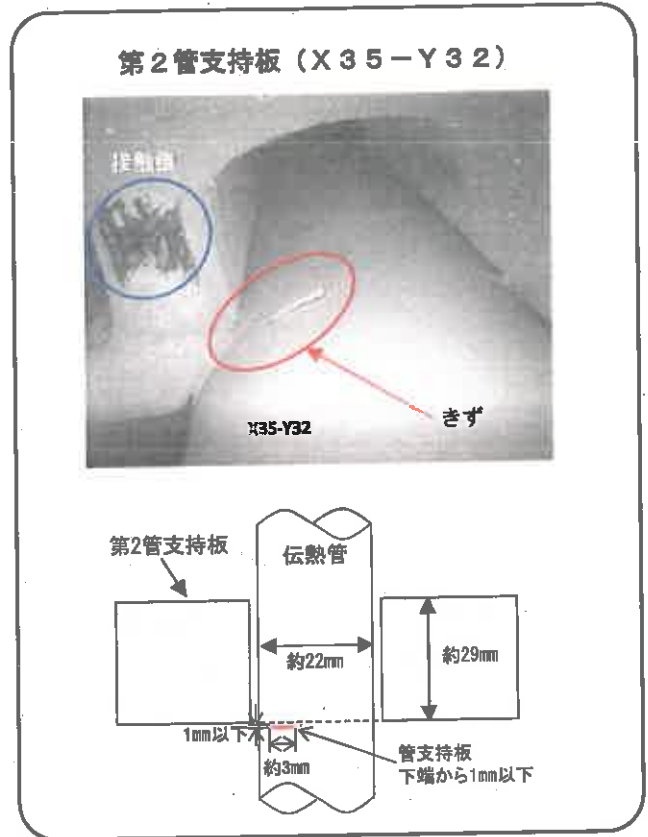 第2管支持板（X35－Y32）
接触痕
きず
X35-Y32
第2管支持板
伝熱管
約22mm
約29mm
1mm以下
約3mm
管支持板
下端から1mm以下